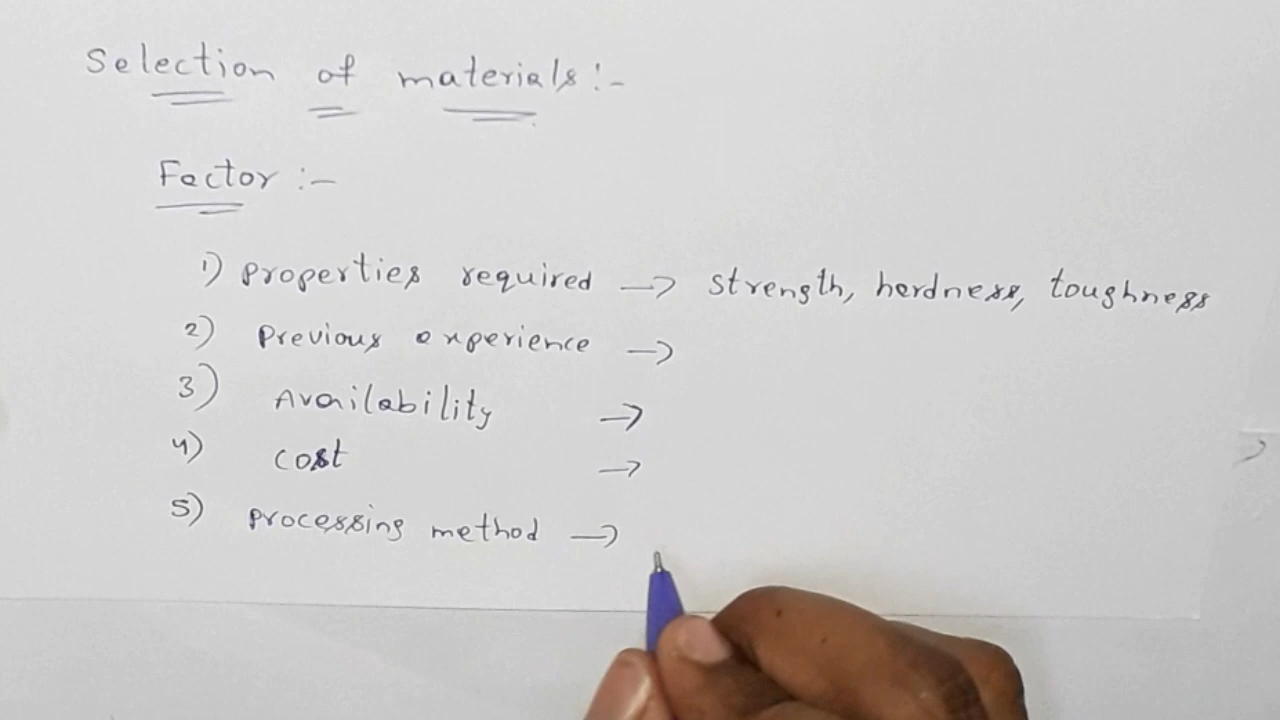 Selection of materials:-
Factor :-
1) properties required → strength, hardness, toughness
2) Previous experience →
3) Availability →
4) cost →
5) processing method →